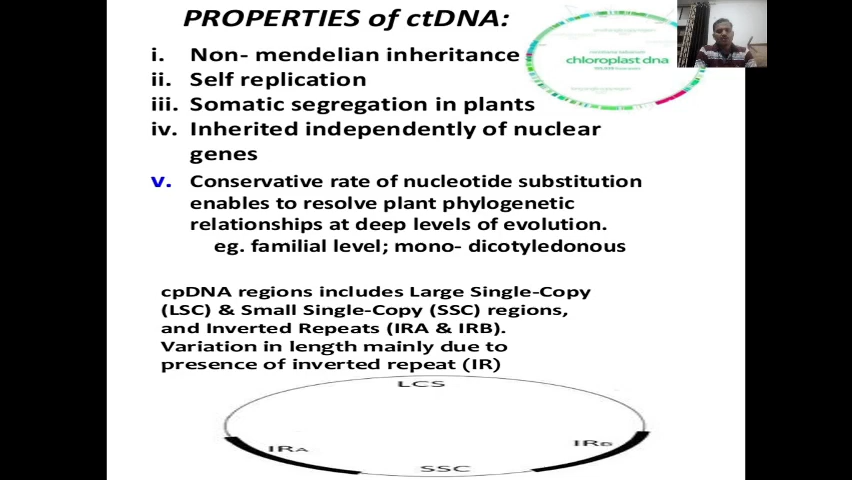 PROPERTIES of ctDNA:
i. Non- mendelian inheritance
chloroplast dna
ii. Self replication
iii. Somatic segregation in plants
iv. Inherited independently of nuclear
genes
v. Conservative rate of nucleotide substitution
enables to resolve plant phylogenetic
relationships at deep levels of evolution.
eg. familial level; mono- dicotyledonous
cpDNA regions includes Large Single-Copy
(LSC) & Small Single-Copy (SSC) regions,
and Inverted Repeats (IRA & IRB).
Variation in length mainly due to
presence of inverted repeat (IR)
LCS
IRA
IRB
SSC